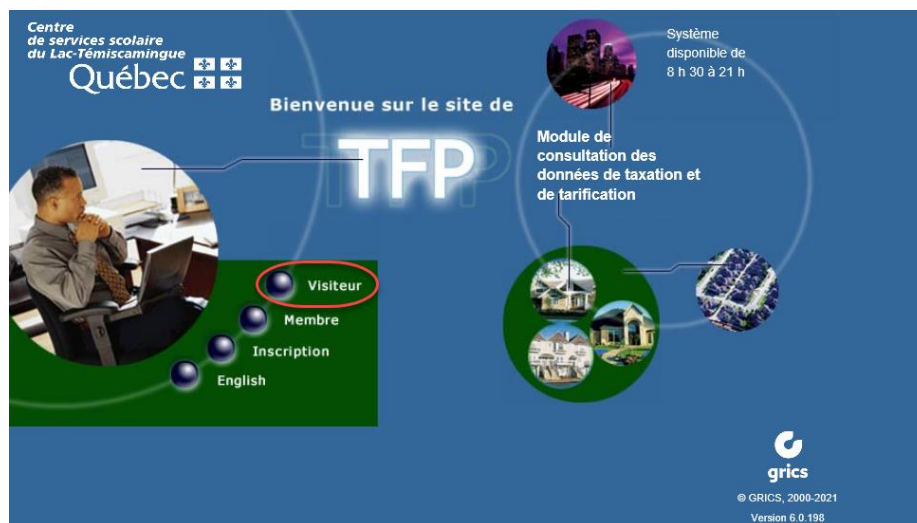 Centre
de services scolaire
du Lac-Témiscamingue
Québec
Système
disponible de
8 h 30 à 21 h
Bienvenue sur le site de
TFP
Module de
consultation des
données de taxation et
de tarification
Visiteur
Membre
Inscription
English
grics
© GRICS, 2000-2021
Version 6.0.198